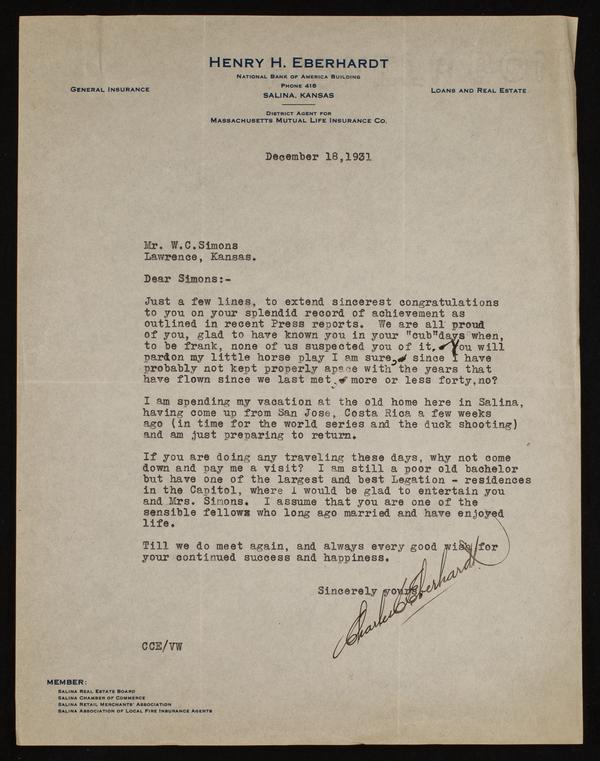 HENRY H. EBERHARDT
NATIONAL BANK OF AMERICA BUILDING
PHONE 416
SALINA, KANSAS
GENERAL INSURANCE
LOANS AND REAL ESTATE
DISTRICT AGENT FOR
MASSACHUSETTS MUTUAL LIFE INSURANCE CO.
December 18,1931
Mr. W.C.Simons
Lawrence, Kansas.
Dear Simons:-
Just a few lines, to extend sincerest congratulations
to you on your splendid record of achievement as
outlined in recent Press reports. We are all proud
of you, glad to have known you in your "cub"days when,
to be frank, none of us suspected you of it. You will
pardon my little horse play I am sure, since I have
probably not kept properly apace with the years that
have flown since we last met, more or less forty,no?
I am spending my vacation at the old home here in Salina,
having come up from San Jose, Costa Rica a few weeks
ago (in time for the world series and the duck shooting)
and am just preparing to return.
If you are doing any traveling these days, why not come
down and pay me a visit? I am still a poor old bachelor
but have one of the largest and best Legation - residences
in the Capitol, where I would be glad to entertain you
and Mrs. Simons. I assume that you are one of the
sensible fellows who long ago married and have enjoyed
life.
Till we do meet again, and always every good wish for
your continued success and happiness.
Sincerely yours,
Charles C Eberhardt
CCE/VW
MEMBER:
SALINA REAL ESTATE BOARD
SALINA CHAMBER OF COMMERCE
SALINA RETAIL MERCHANTS' ASSOCIATION
SALINA ASSOCIATION OF LOCAL FIRE INSURANCE AGENTS